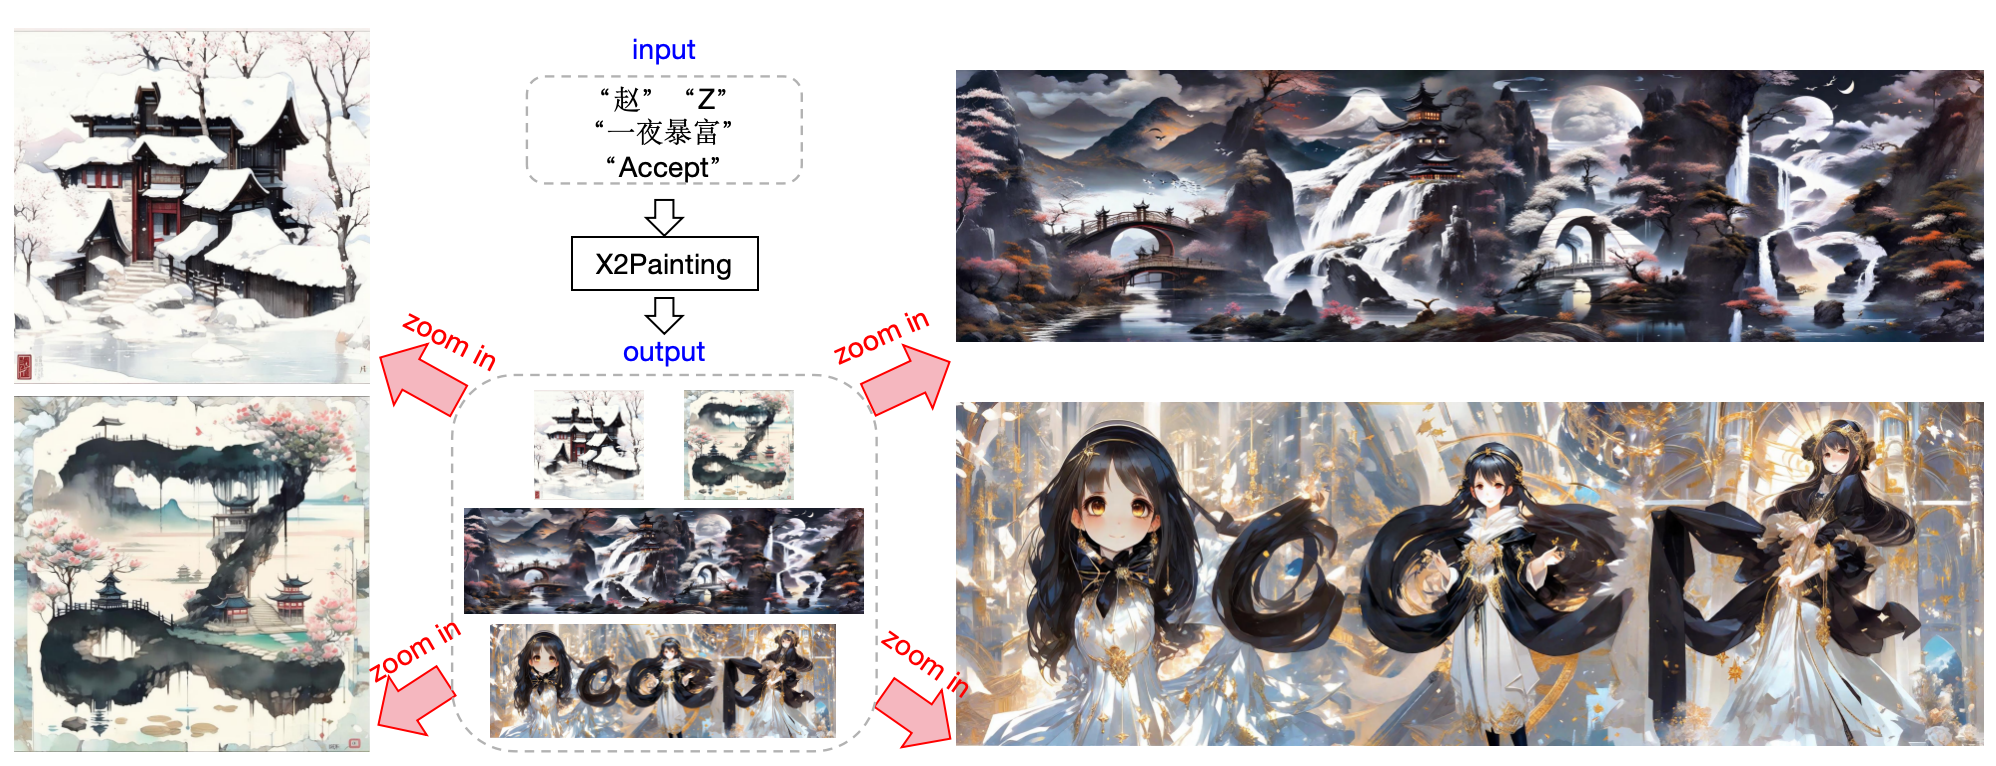 input
“赵” “Z”
“一夜暴富”
“Accept”
X2Painting
output
zoom in
zoom in
zoom in
zoom in